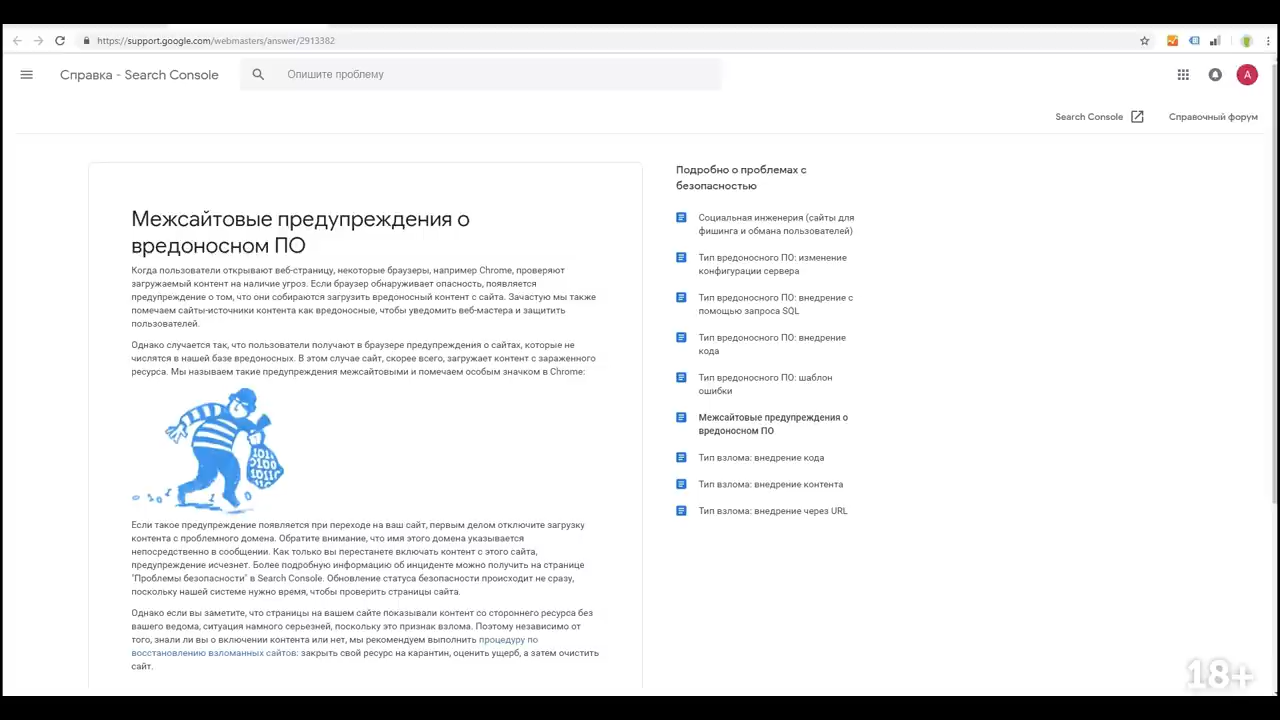 https://support.google.com/webmasters/answer/2913382
Справка - Search Console
Опишите проблему
A
Search Console
Справочный форум
Межсайтовые предупреждения о
вредоносном ПО
Когда пользователи открывают веб-страницу, некоторые браузеры, например Chrome, проверяют
загружаемый контент на наличие угроз. Если браузер обнаруживает опасность, появляется
предупреждение о том, что они собираются загрузить вредоносный контент с сайта. Зачастую мы также
помечаем сайты-источники контента как вредоносные, чтобы уведомить веб-мастера и защитить
пользователей.
Однако случается так, что пользователи получают в браузере предупреждения о сайтах, которые не
числятся в нашей базе вредоносных. В этом случае сайт, скорее всего, загружает контент с зараженного
ресурса. Мы называем такие предупреждения межсайтовыми и помечаем особым значком в Chrome:
101
0100
1011
Если такое предупреждение появляется при переходе на ваш сайт, первым делом отключите загрузку
контента с проблемного домена. Обратите внимание, что имя этого домена указывается
непосредственно в сообщении. Как только вы перестанете включать контент с этого сайта,
предупреждение исчезнет. Более подробную информацию об инциденте можно получить на странице
"Проблемы безопасности" в Search Console. Обновление статуса безопасности происходит не сразу,
поскольку нашей системе нужно время, чтобы проверить страницы сайта.
Однако если вы заметите, что страницы на вашем сайте показывали контент со стороннего ресурса без
вашего ведома, ситуация намного серьезней, поскольку это признак взлома. Поэтому независимо от
того, знали ли вы о включении контента или нет, мы рекомендуем выполнить процедуру по
восстановлению взломанных сайтов: закрыть свой ресурс на карантин, оценить ущерб, а затем очистить
сайт.
Подробно о проблемах с
безопасностью
Социальная инженерия (сайты для
фишинга и обмана пользователей)
Тип вредоносного ПО: изменение
конфигурации сервера
Тип вредоносного ПО: внедрение с
помощью запроса SQL
Тип вредоносного ПО: внедрение
кода
Тип вредоносного ПО: шаблон
ошибки
Межсайтовые предупреждения о
вредоносном ПО
Тип взлома: внедрение кода
Тип взлома: внедрение контента
Тип взлома: внедрение через URL
18+